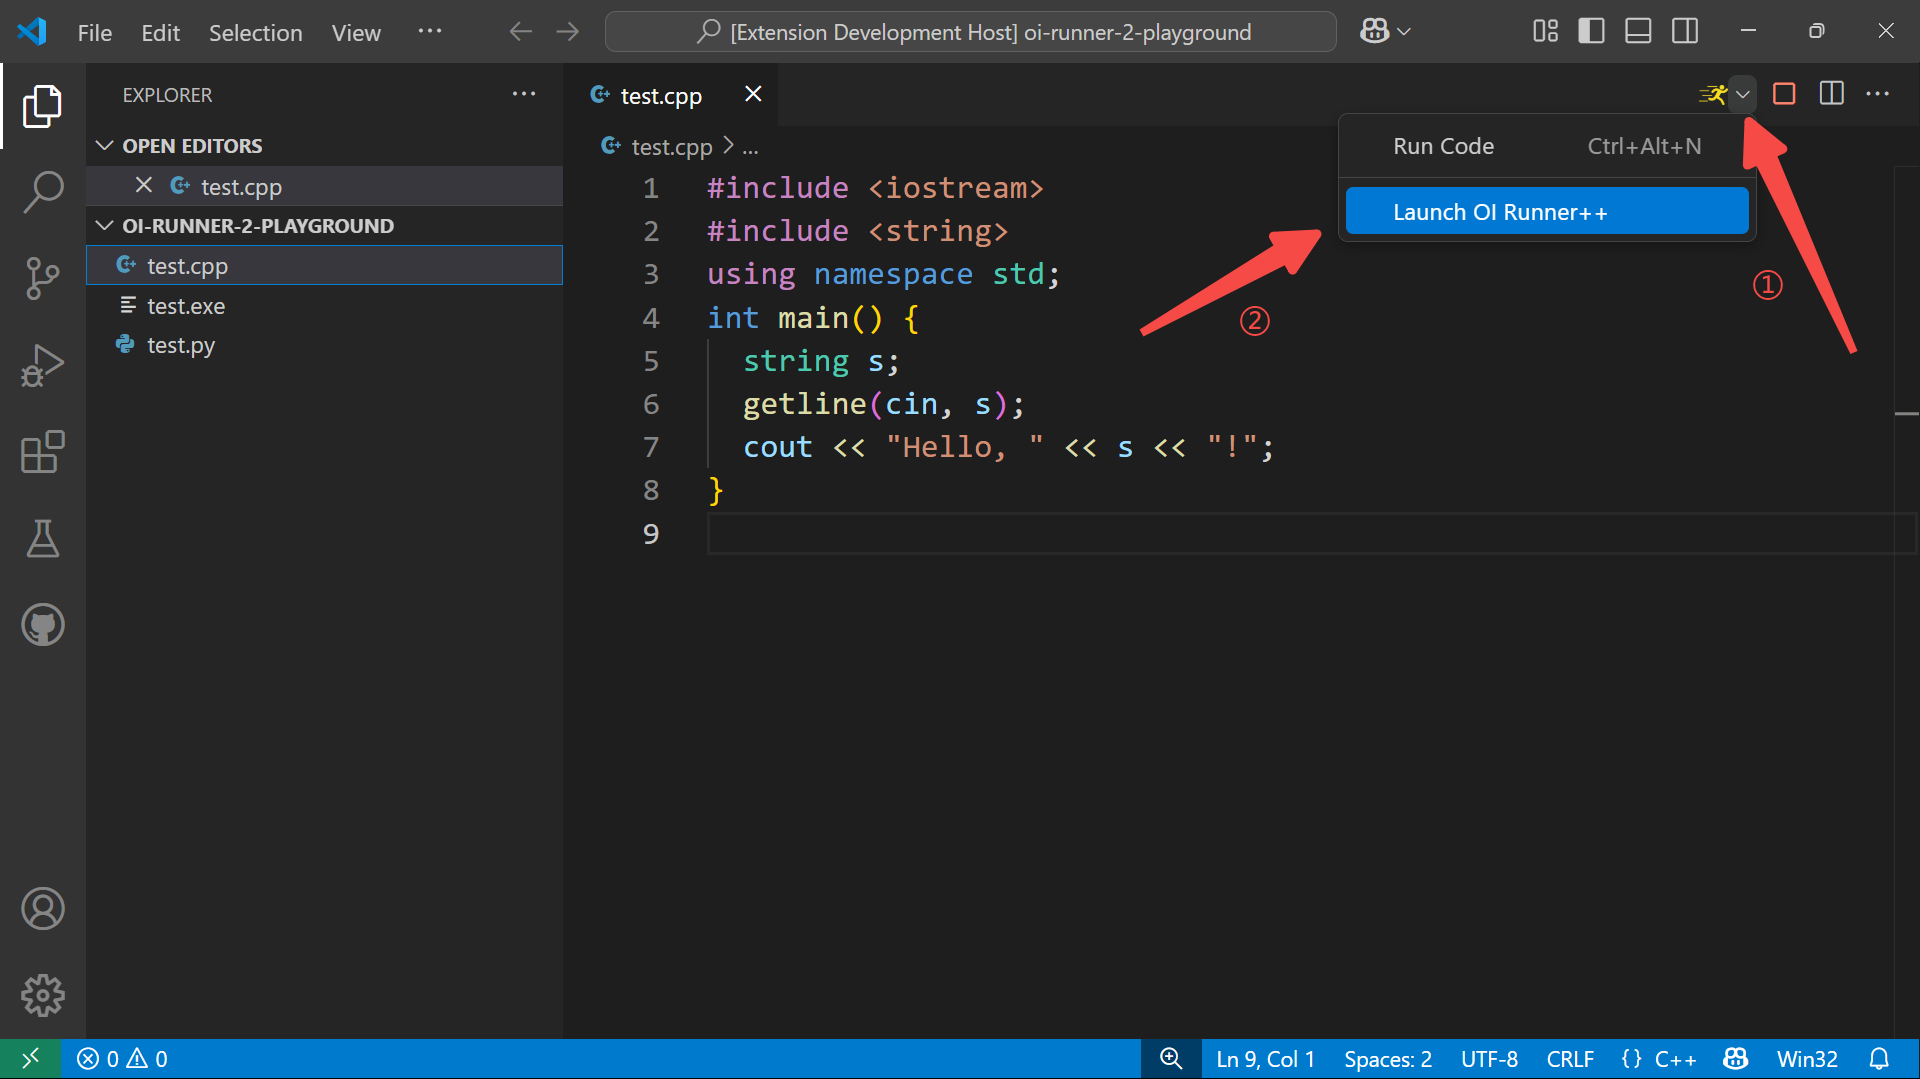 File Edit Selection View ··· [Extension Development Host] oi-runner-2-playground
EXPLORER ···
OPEN EDITORS
test.cpp
OI-RUNNER-2-PLAYGROUND
test.cpp
test.exe
test.py
test.cpp
test.cpp > ...
1 #include <iostream>
2 #include <string>
3 using namespace std;
4 int main() {
5 string s;
6 getline(cin, s);
7 cout << "Hello, " << s << "!";
8 }
9
Run Code Ctrl+Alt+N
Launch OI Runner++
①
②
0 0 Ln 9, Col 1 Spaces: 2 UTF-8 CRLF {} C++ Win32